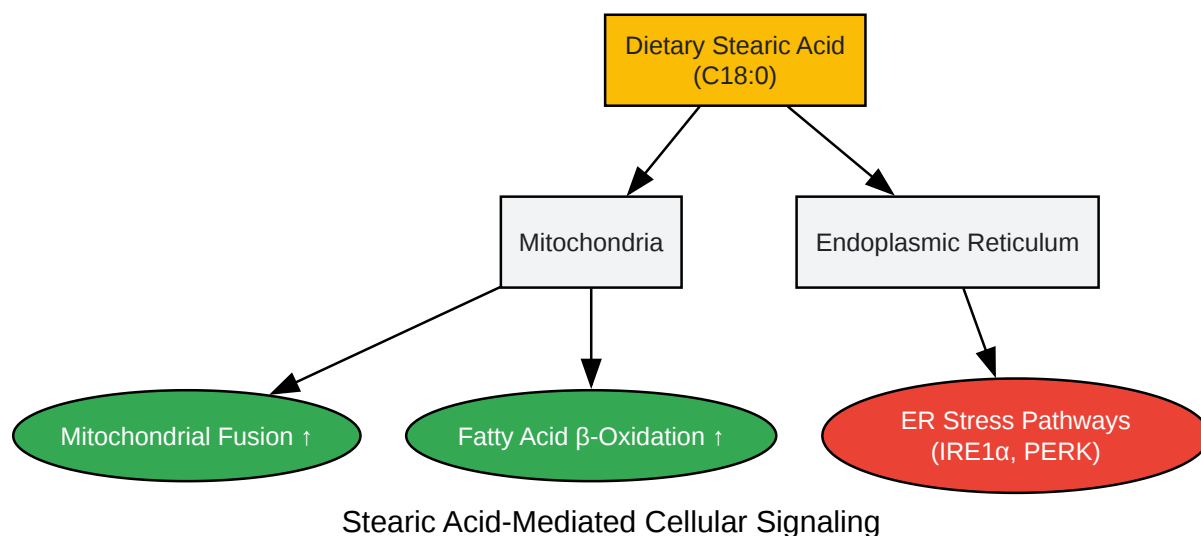 Dietary Stearic Acid
(C18:0)
Mitochondria
Endoplasmic Reticulum
Mitochondrial Fusion ↑
Fatty Acid β-Oxidation ↑
ER Stress Pathways
(IRE1α, PERK)
Stearic Acid-Mediated Cellular Signaling